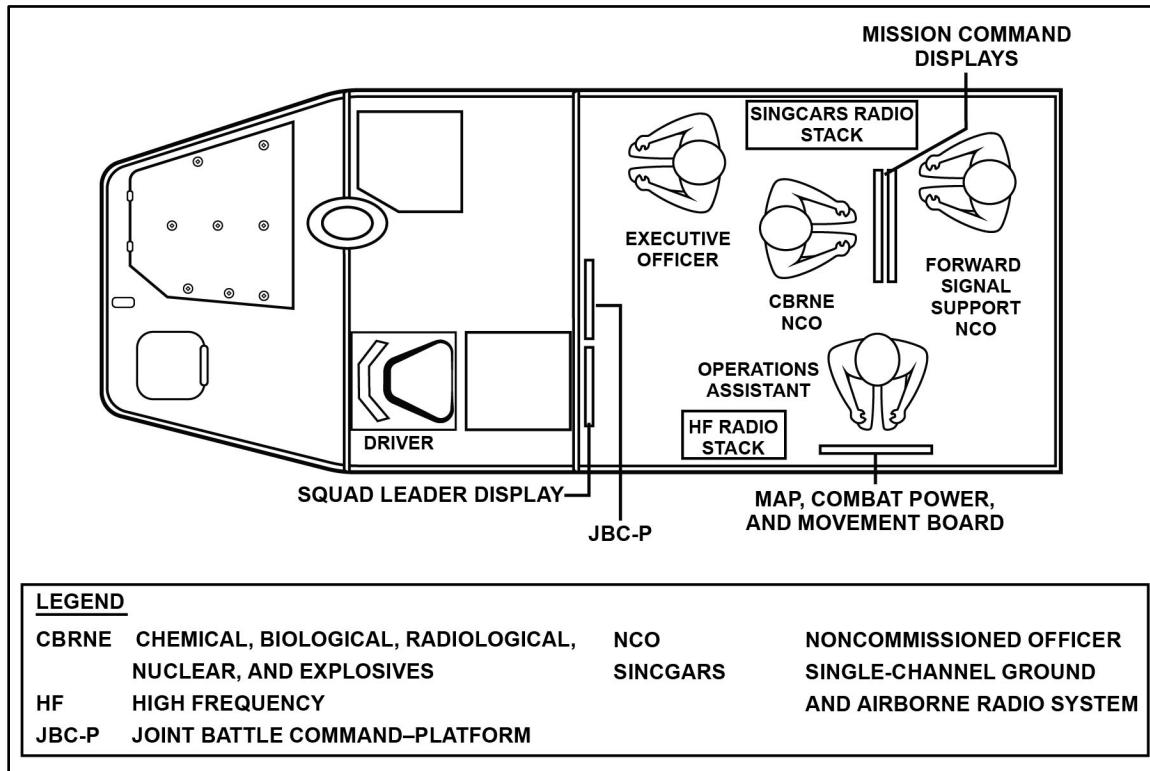 MISSION COMMAND
DISPLAYS
SINGCARS RADIO
STACK
EXECUTIVE
OFFICER
CBRNE
NCO
FORWARD
SIGNAL
SUPPORT
NCO
OPERATIONS
ASSISTANT
HF RADIO
STACK
DRIVER
SQUAD LEADER DISPLAY
JBC-P
MAP, COMBAT POWER,
AND MOVEMENT BOARD
LEGEND
CBRNE CHEMICAL, BIOLOGICAL, RADIOLOGICAL,
NUCLEAR, AND EXPLOSIVES
HF HIGH FREQUENCY
JBC-P JOINT BATTLE COMMAND–PLATFORM
NCO NONCOMMISSIONED OFFICER
SINCGARS SINGLE-CHANNEL GROUND
AND AIRBORNE RADIO SYSTEM